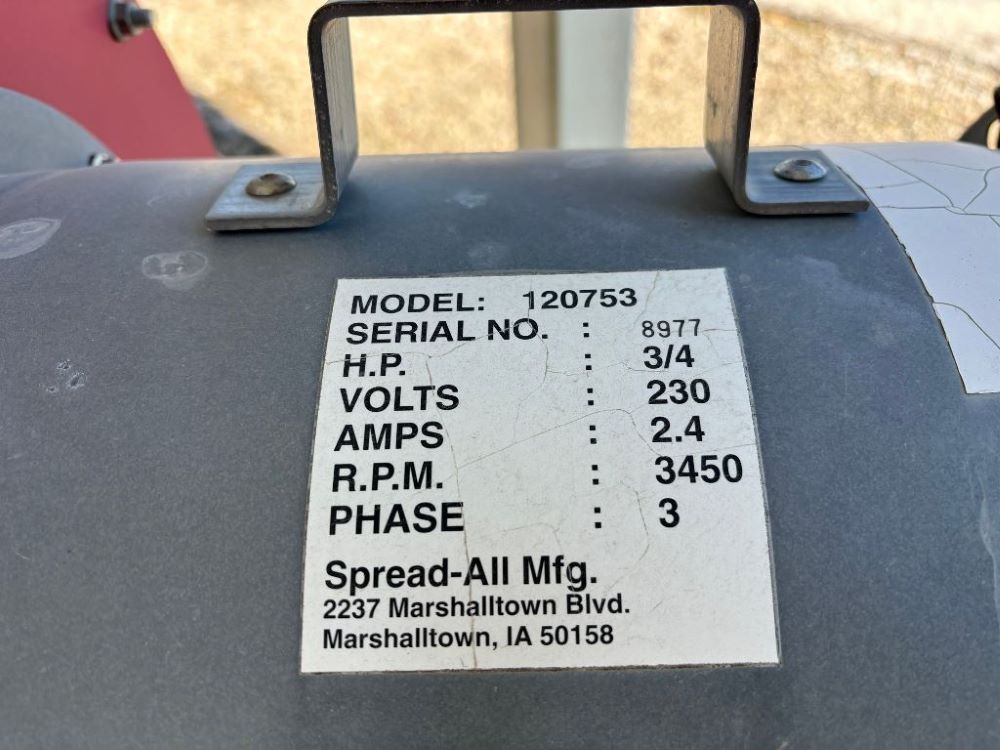 MODEL: 120753
SERIAL NO. : 8977
H.P. : 3/4
VOLTS : 230
AMPS : 2.4
R.P.M. : 3450
PHASE : 3
Spread-All Mfg.
2237 Marshalltown Blvd.
Marshalltown, IA 50158